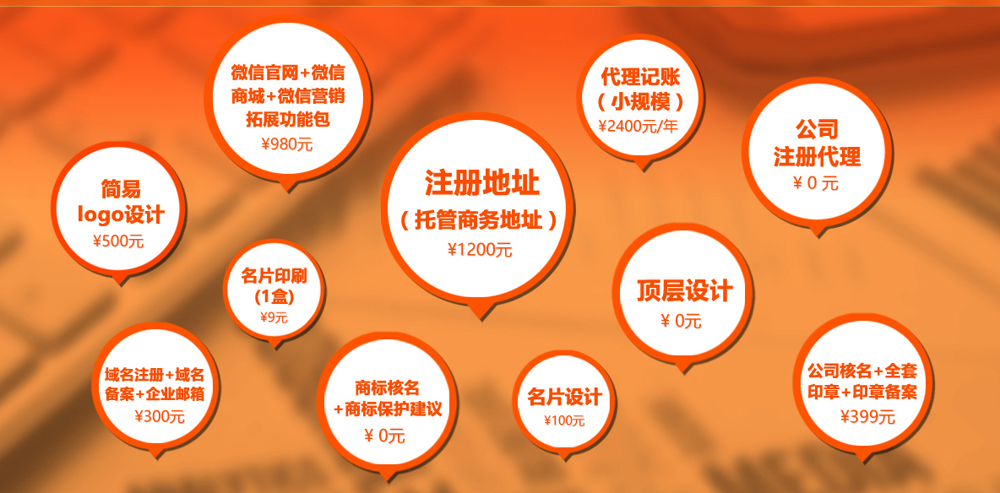 微信官网+微信
商城+微信营销
拓展功能包
¥980元
代理记账
（小规模）
¥2400元/年
公司
注册代理
¥ 0 元
简易
logo设计
¥500元
注册地址
（托管商务地址）
¥1200元
名片印刷
(1盒)
¥9元
顶层设计
¥ 0元
域名注册+域名
备案+企业邮箱
¥300元
商标核名
+商标保护建议
¥ 0元
名片设计
¥100元
公司核名+全套
印章+印章备案
¥399元